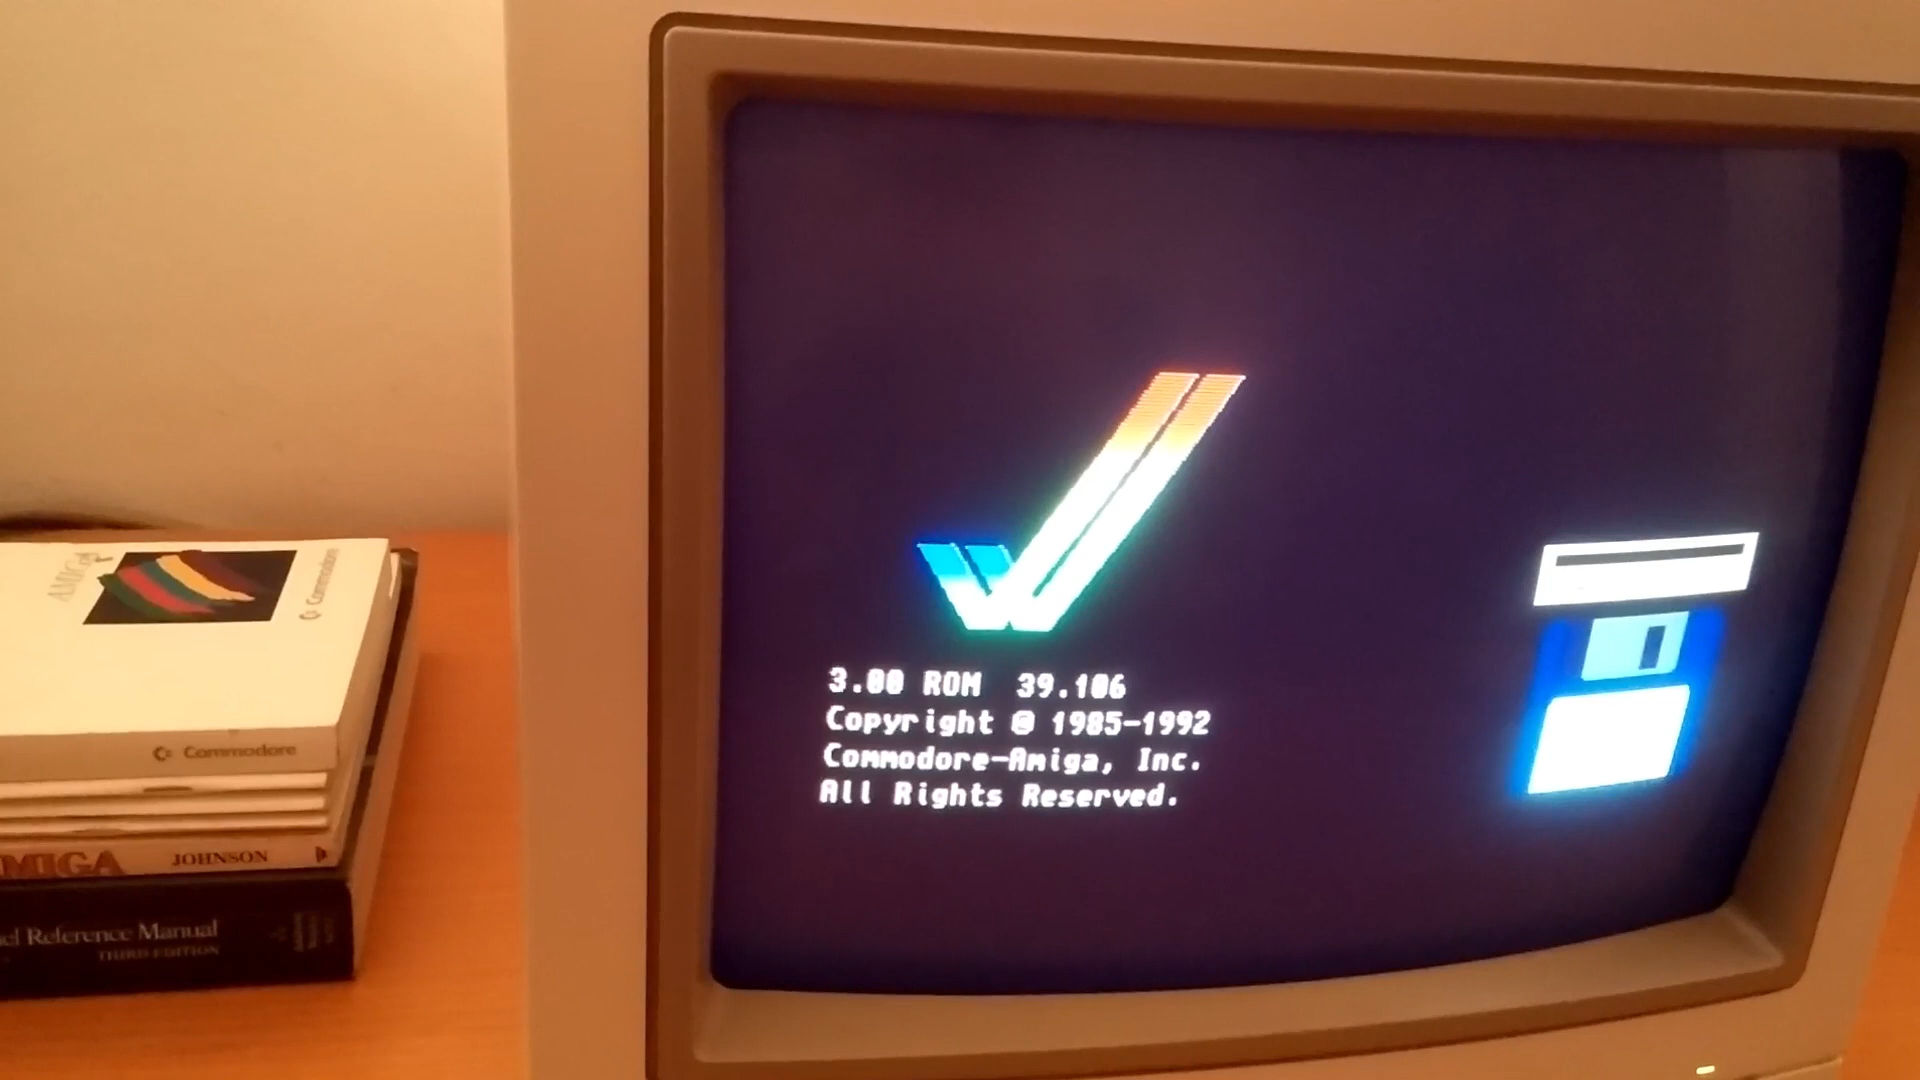 AMIGA
Commodore
Commodore
AMIGA JOHNSON
Reference Manual
THIRD EDITION
3.00 ROM 39.106
Copyright © 1985-1992
Commodore-Amiga, Inc.
All Rights Reserved.